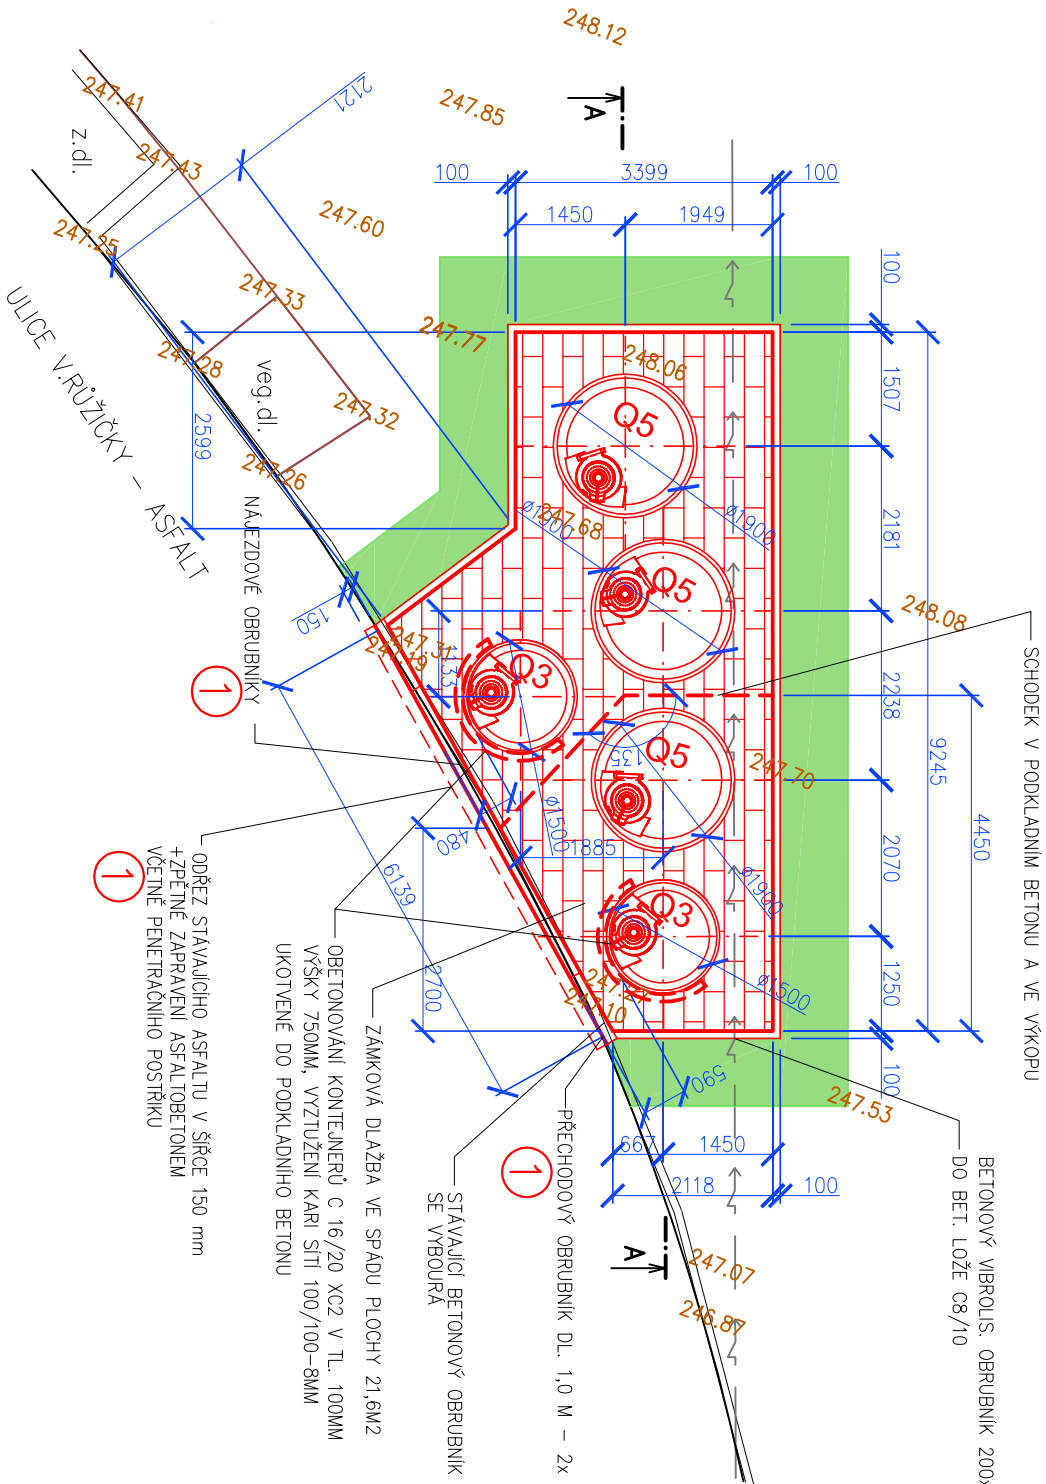 248.12
247.85
247.41
247.43
247.25
247.60
247.33
247.28
247.32
247.26
247.77
248.06
247.68
248.08
247.70
247.31
247.19
247.10
247.53
247.07
246.87
z.dl.
veg.dl.
ULICE V.RŮŽIČKY – ASFALT
A
A
2121
100
3399
100
1450
1949
100
1507
2181
2238
9245
4450
2070
1250
100
2599
150
480
1885
135
6139
2700
590
667
1450
2118
100
ø1900
ø1900
ø1900
ø1500
ø1500
Q5
Q5
Q3
Q5
Q3
NÁJEZDOVÉ OBRUBNÍKY
1
ODŘEZ STÁVAJÍCÍHO ASFALTU V ŠÍŘCE 150 mm
+ZPĚTNÉ ZAPRAVENÍ ASFALTOBETONEM
VČETNĚ PENETRAČNÍHO POSTŘIKU
1
OBETONOVÁNÍ KONTEJNERŮ C 16/20 XC2 V TL. 100MM
VÝŠKY 750MM, VYZTUŽENÍ KARI SÍTÍ 100/100-8MM
UKOTVENÉ DO PODKLADNÍHO BETONU
ZÁMKOVÁ DLAŽBA VE SPÁDU PLOCHY 21,6M2
STÁVAJÍCÍ BETONOVÝ OBRUBNÍK
SE VYBOURÁ
PŘECHODOVÝ OBRUBNÍK DL. 1,0 M – 2x
1
BETONOVÝ VIBROLIS. OBRUBNÍK 200x
DO BET. LOŽE C8/10
SCHODEK V PODKLADNÍM BETONU A VE VÝKOPU